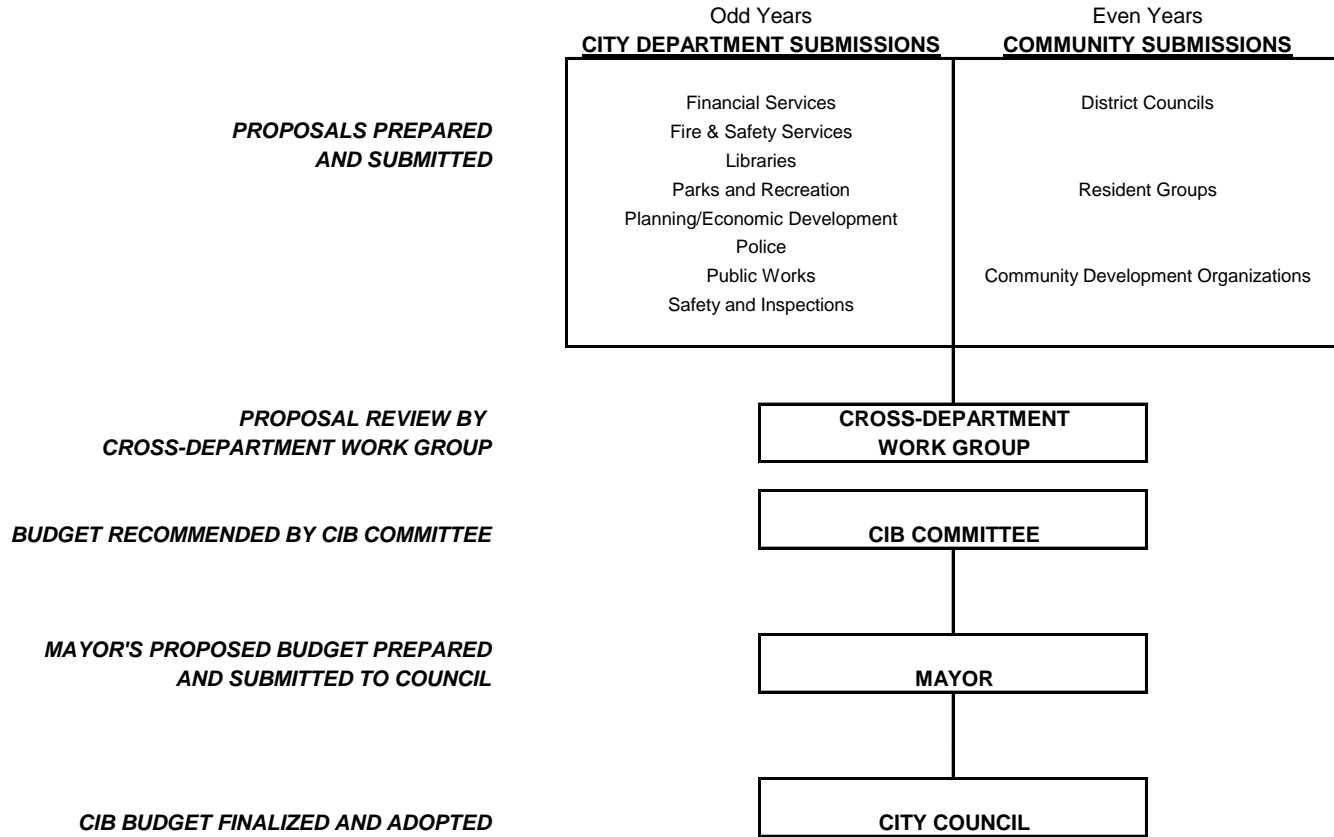 Odd Years
Even Years
CITY DEPARTMENT SUBMISSIONS
COMMUNITY SUBMISSIONS
PROPOSALS PREPARED
AND SUBMITTED
Financial Services
Fire & Safety Services
Libraries
Parks and Recreation
Planning/Economic Development
Police
Public Works
Safety and Inspections
District Councils
Resident Groups
Community Development Organizations
PROPOSAL REVIEW BY
CROSS-DEPARTMENT WORK GROUP
CROSS-DEPARTMENT
WORK GROUP
BUDGET RECOMMENDED BY CIB COMMITTEE
CIB COMMITTEE
MAYOR'S PROPOSED BUDGET PREPARED
AND SUBMITTED TO COUNCIL
MAYOR
CIB BUDGET FINALIZED AND ADOPTED
CITY COUNCIL